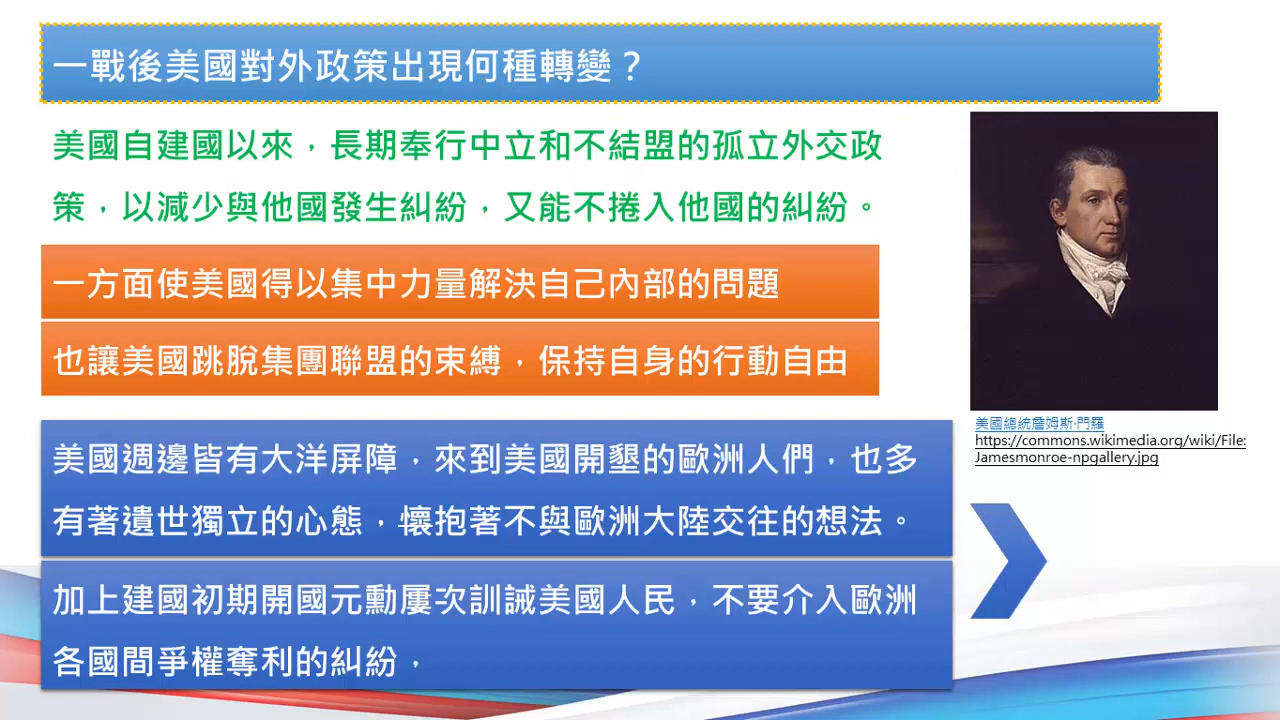 一戰後美國對外政策出現何種轉變？
美國自建國以來，長期奉行中立和不結盟的孤立外交政
策，以減少與他國發生糾紛，又能不捲入他國的糾紛。
一方面使美國得以集中力量解決自己內部的問題
也讓美國跳脫集團聯盟的束縛，保持自身的行動自由
美國總統詹姆斯·門羅
https://commons.wikimedia.org/wiki/File:
Jamesmonroe-npgallery.jpg
美國週邊皆有大洋屏障，來到美國開墾的歐洲人們，也多
有著遺世獨立的心態，懷抱著不與歐洲大陸交往的想法。
加上建國初期開國元勳屢次訓誡美國人民，不要介入歐洲
各國間爭權奪利的糾紛，